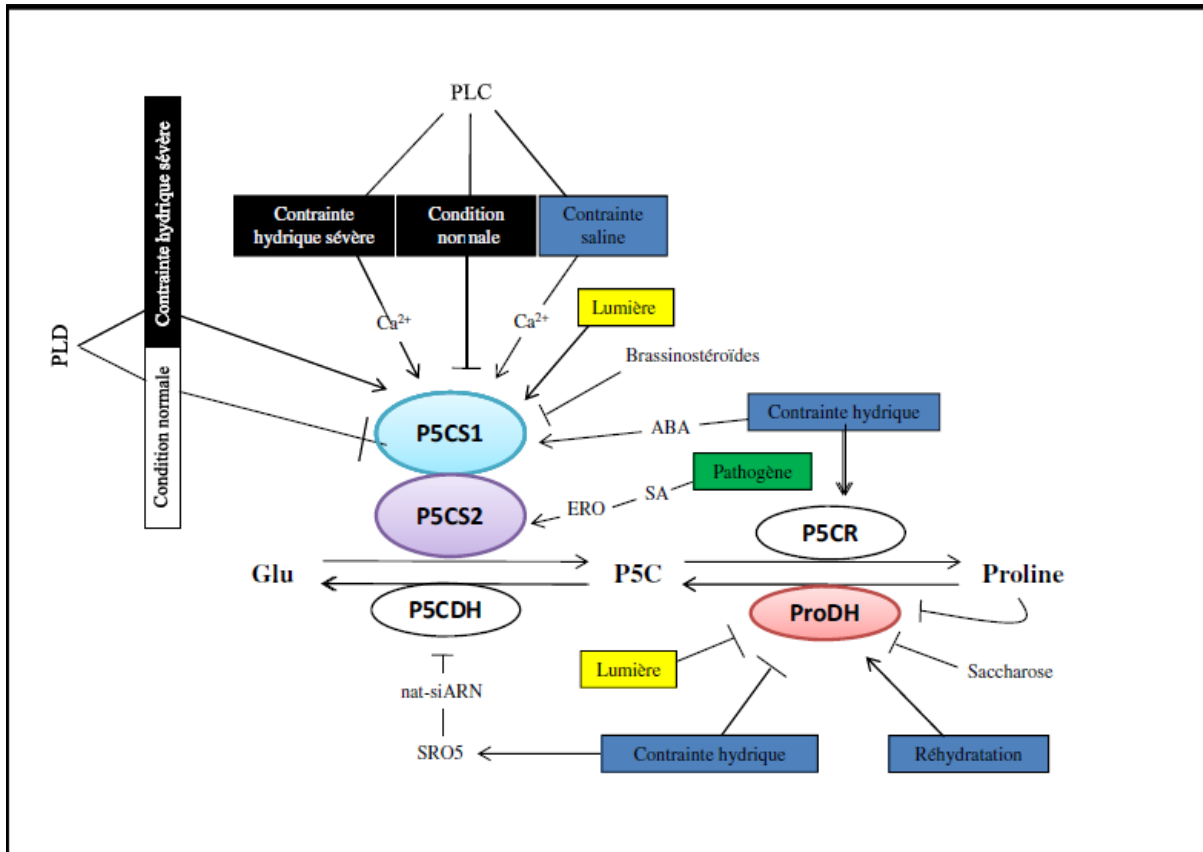 PLC
Contrainte hydrique sévère
Contrainte
hydrique sévère
Condition
normale
Contrainte
saline
Lumière
Ca²⁺
Ca²⁺
PLD
Brassinostéroïdes
Condition normale
Contrainte hydrique
ABA
P5CS1
Pathogène
SA
ERO
P5CS2
P5CR
Glu
P5C
Proline
P5CDH
ProDH
Lumière
Saccharose
nat-siARN
SRO5
Contrainte hydrique
Réhydratation